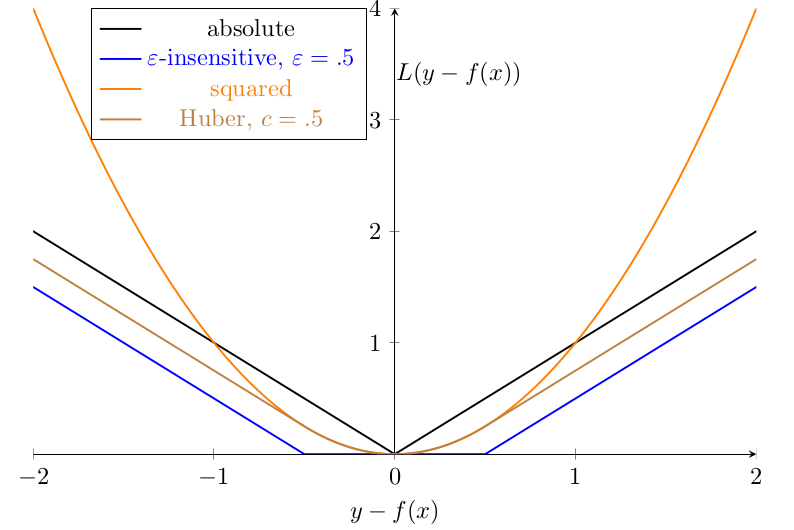 absolute
ε-insensitive, ε = .5
squared
Huber, c = .5
L(y − f(x))
4
3
2
1
−2 −1 0 1 2
y − f(x)